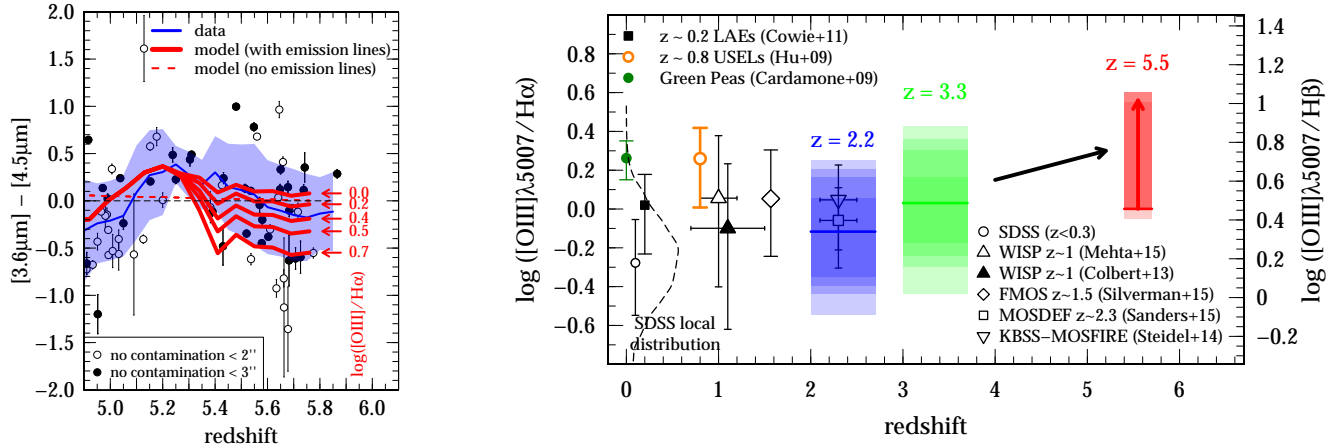 2.0
1.5
1.0
0.5
0.0
−0.5
−1.0
−1.5
−2.0
[3.6μm] − [4.5μm]
data
model (with emission lines)
model (no emission lines)
0.0
0.2
0.4
0.5
0.7
log([OIII]/Hα)
no contamination < 2''
no contamination < 3''
5.0 5.2 5.4 5.6 5.8 6.0
redshift
log ([OIII]λ5007/Hα)
0.8
0.6
0.4
0.2
0.0
−0.2
−0.4
−0.6
z ~ 0.2 LAEs (Cowie+11)
z ~ 0.8 USELs (Hu+09)
Green Peas (Cardamone+09)
z = 2.2
z = 3.3
z = 5.5
SDSS local
distribution
SDSS (z<0.3)
WISP z~1 (Mehta+15)
WISP z~1 (Colbert+13)
FMOS z~1.5 (Silverman+15)
MOSDEF z~2.3 (Sanders+15)
KBSS−MOSFIRE (Steidel+14)
0 1 2 3 4 5 6
redshift
1.4
1.2
1
0.8
0.6
0.4
0.2
0
−0.2
log ([OIII]λ5007/Hβ)